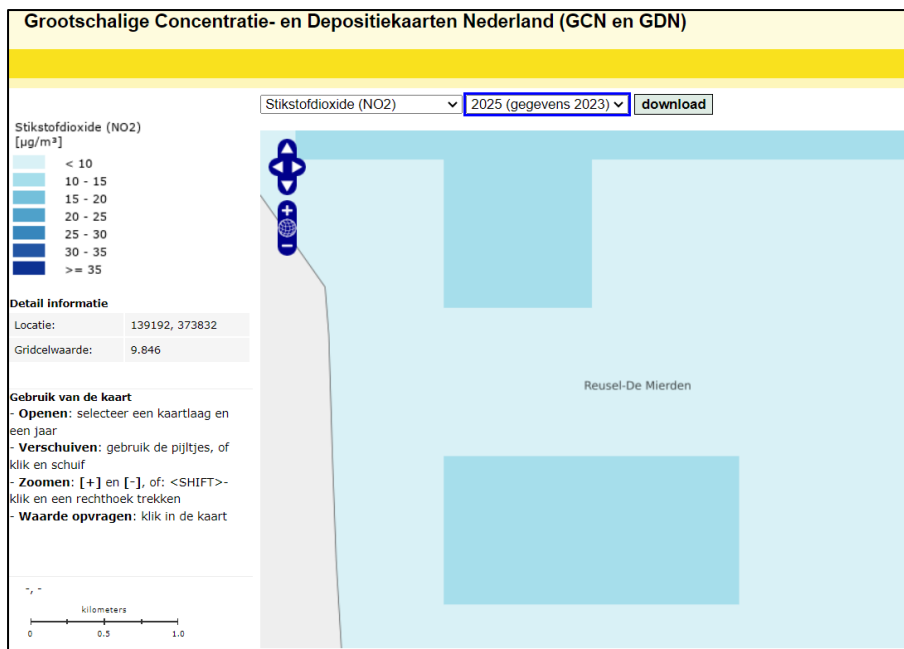 Grootschalige Concentratie- en Depositiekaarten Nederland (GCN en GDN)
Stikstofdioxide (NO2)
2025 (gegevens 2023)
download
Stikstofdioxide (NO2)
[µg/m³]
< 10
10 - 15
15 - 20
20 - 25
25 - 30
30 - 35
>= 35
Detail informatie
Locatie: 139192, 373832
Gridcelwaarde: 9.846
Gebruik van de kaart
- Openen: selecteer een kaartlaag en
een jaar
- Verschuiven: gebruik de pijltjes, of
klik en schuif
- Zoomen: [+] en [-], of: <SHIFT>-
klik en een rechthoek trekken
- Waarde opvragen: klik in de kaart
Reusel-De Mierden
-, -
kilometers
0 0.5 1.0